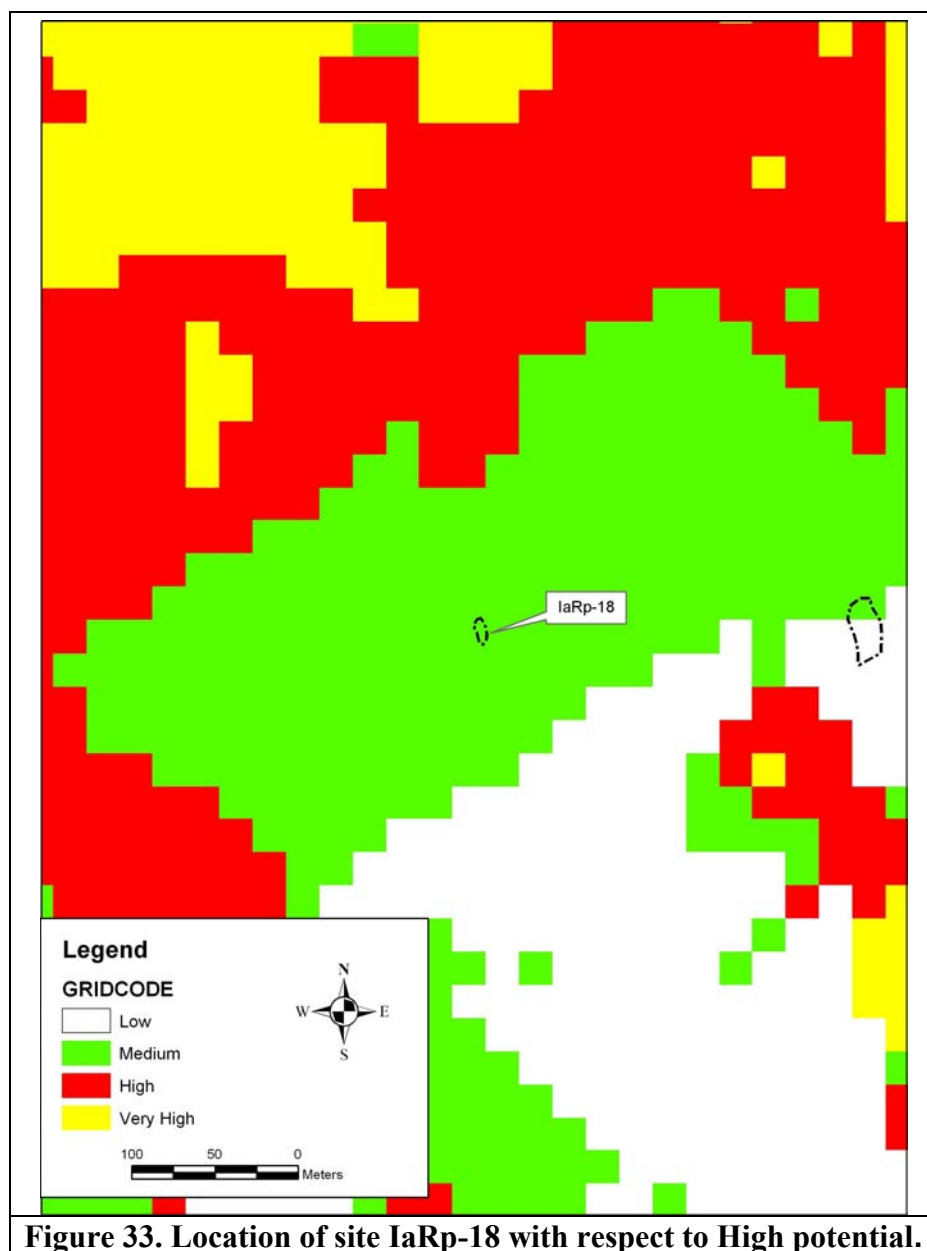 IaRp-18
Legend
GRIDCODE
N
W E
S
Low
Medium
High
Very High
100 50 0
Meters
Figure 33. Location of site IaRp-18 with respect to High potential.